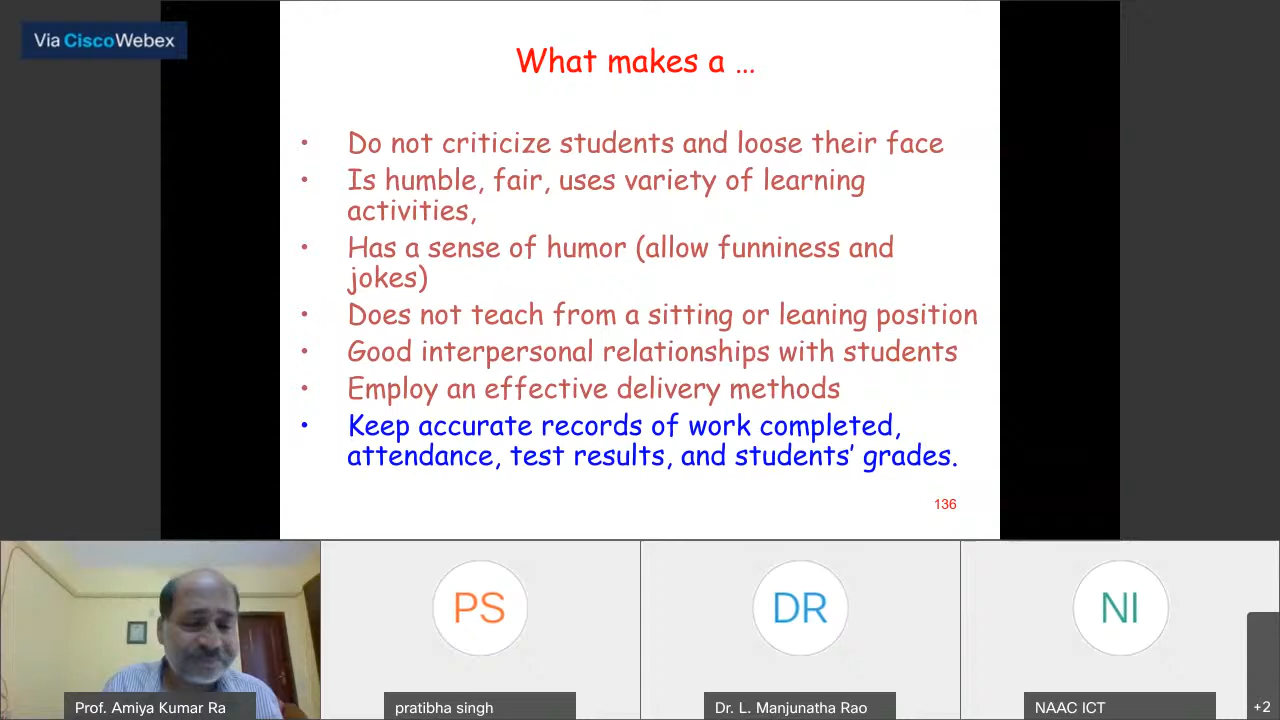 Via Cisco Webex
What makes a ...
• Do not criticize students and loose their face
• Is humble, fair, uses variety of learning
activities,
• Has a sense of humor (allow funniness and
jokes)
• Does not teach from a sitting or leaning position
• Good interpersonal relationships with students
• Employ an effective delivery methods
• Keep accurate records of work completed,
attendance, test results, and students’ grades.
136
PS
DR
NI
Prof. Amiya Kumar Ra
pratibha singh
Dr. L. Manjunatha Rao
NAAC ICT
+2